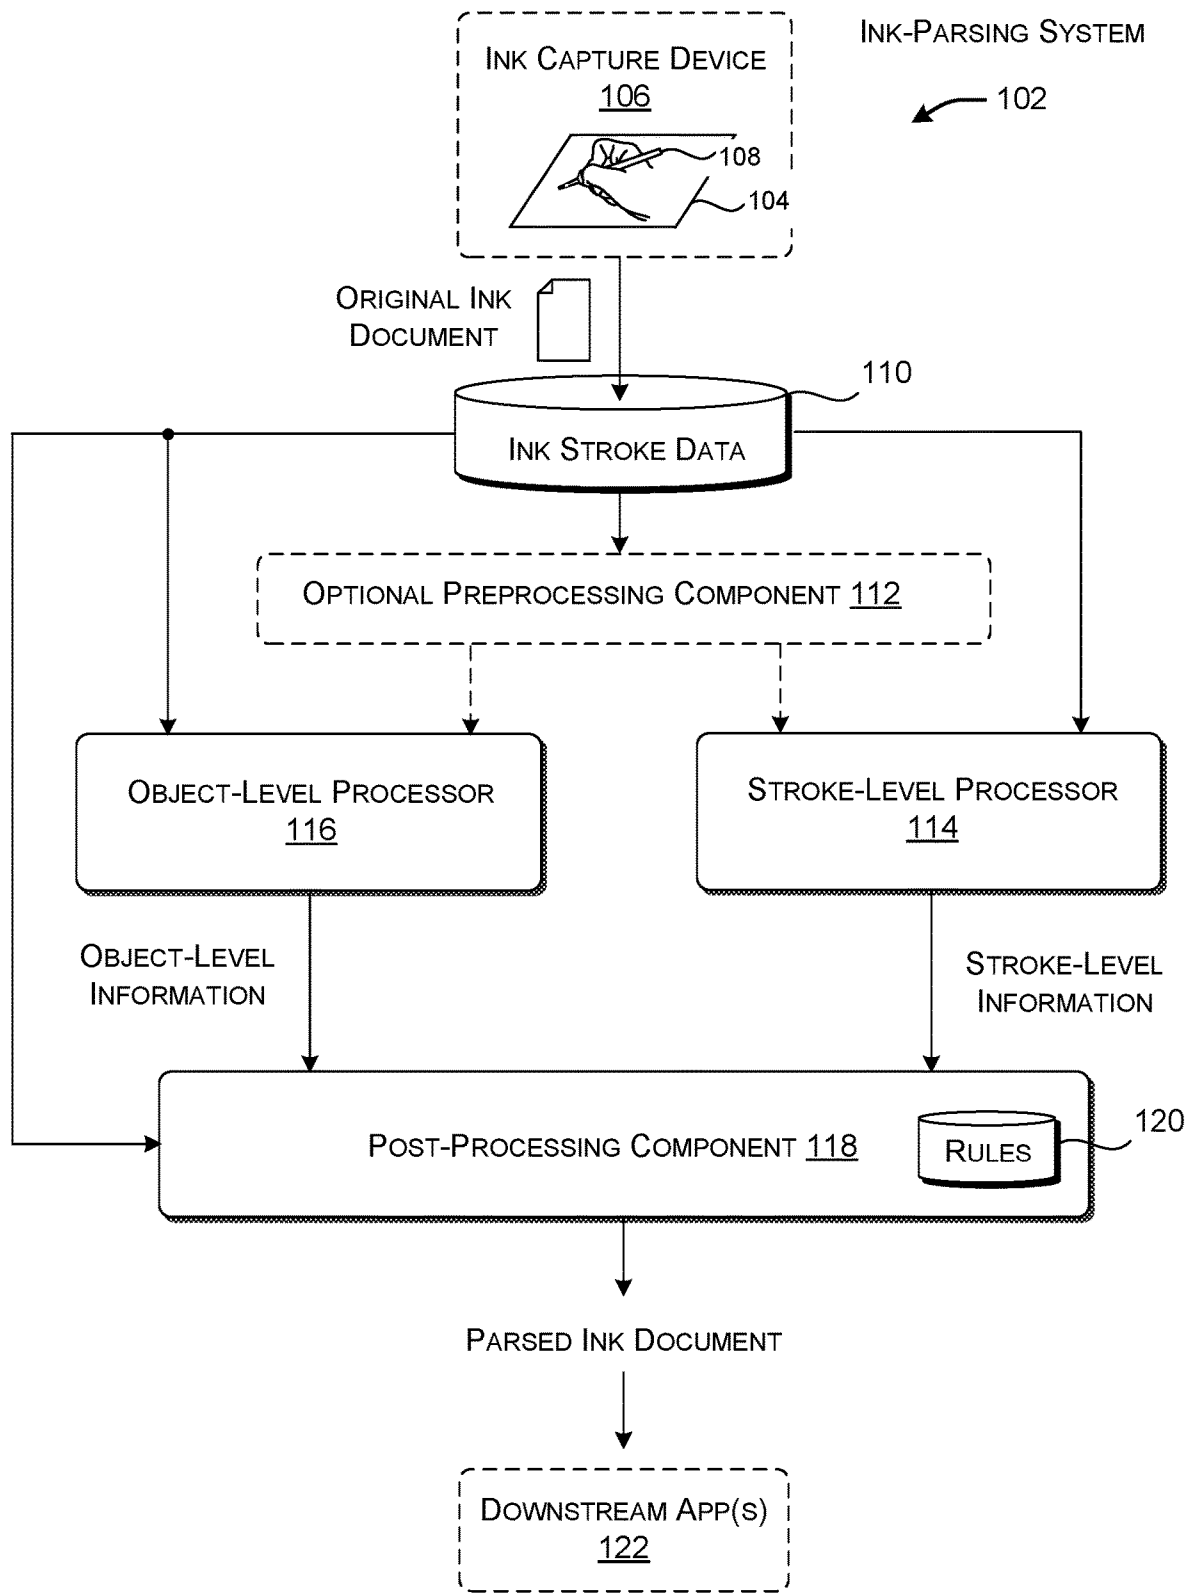 INK-PARSING SYSTEM
102
INK CAPTURE DEVICE
106
108
104
ORIGINAL INK
DOCUMENT
110
INK STROKE DATA
OPTIONAL PREPROCESSING COMPONENT 112
OBJECT-LEVEL PROCESSOR
116
STROKE-LEVEL PROCESSOR
114
OBJECT-LEVEL
INFORMATION
STROKE-LEVEL
INFORMATION
POST-PROCESSING COMPONENT 118
RULES
120
PARSED INK DOCUMENT
DOWNSTREAM APP(S)
122